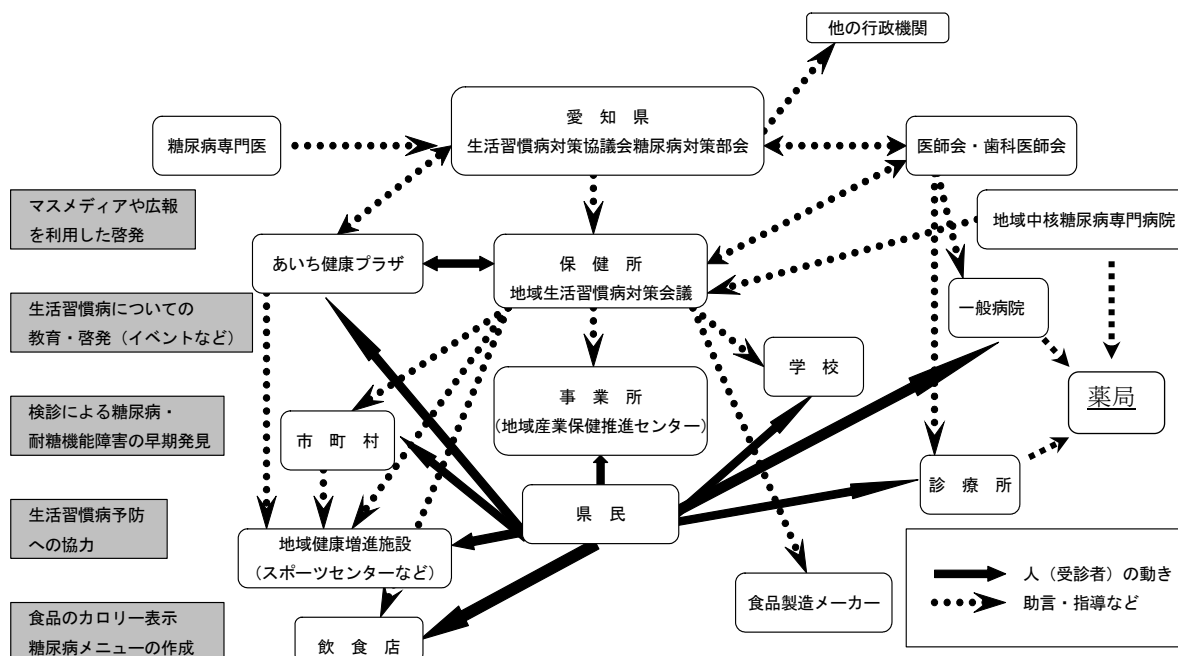 他の行政機関
愛　知　県
生活習慣病対策協議会糖尿病対策部会
糖尿病専門医
医師会・歯科医師会
マスメディアや広報
を利用した啓発
地域中核糖尿病専門病院
あいち健康プラザ
保　健　所
地域生活習慣病対策会議
生活習慣病についての
教育・啓発（イベントなど）
一般病院
学　校
事　業　所
(地域産業保健推進センター)
薬局
検診による糖尿病・
耐糖機能障害の早期発見
市　町　村
診　療　所
県　民
生活習慣病予防
への協力
地域健康増進施設
(スポーツセンターなど)
人（受診者）の動き
助言・指導など
食品製造メーカー
食品のカロリー表示
糖尿病メニューの作成
飲　食　店